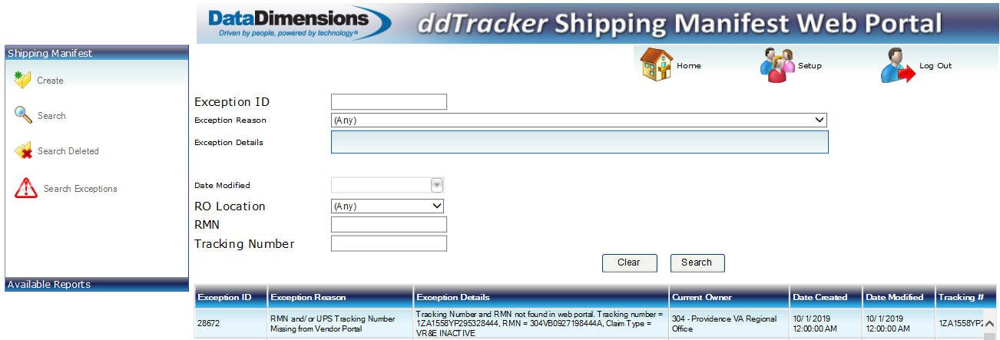 DataDimensions
Driven by people, powered by technology®
ddTracker Shipping Manifest Web Portal
Shipping Manifest
Create
Search
Search Deleted
Search Exceptions
Available Reports
Home
Setup
Log Out
Exception ID
Exception Reason
(Any)
Exception Details
Date Modified
RO Location
(Any)
RMN
Tracking Number
Clear
Search
Exception ID Exception Reason Exception Details Current Owner Date Created Date Modified Tracking #
28672
RMN and/or UPS Tracking Number
Missing from Vendor Portal
Tracking Number and RMN not found in web portal. Tracking number =
1ZA1558YP295328444, RMN = 304VB0927198444A, Claim Type =
VR&E INACTIVE
304 - Providence VA Regional
Office
10/1/2019
12:00:00 AM
10/1/2019
12:00:00 AM
1ZA1558YP2